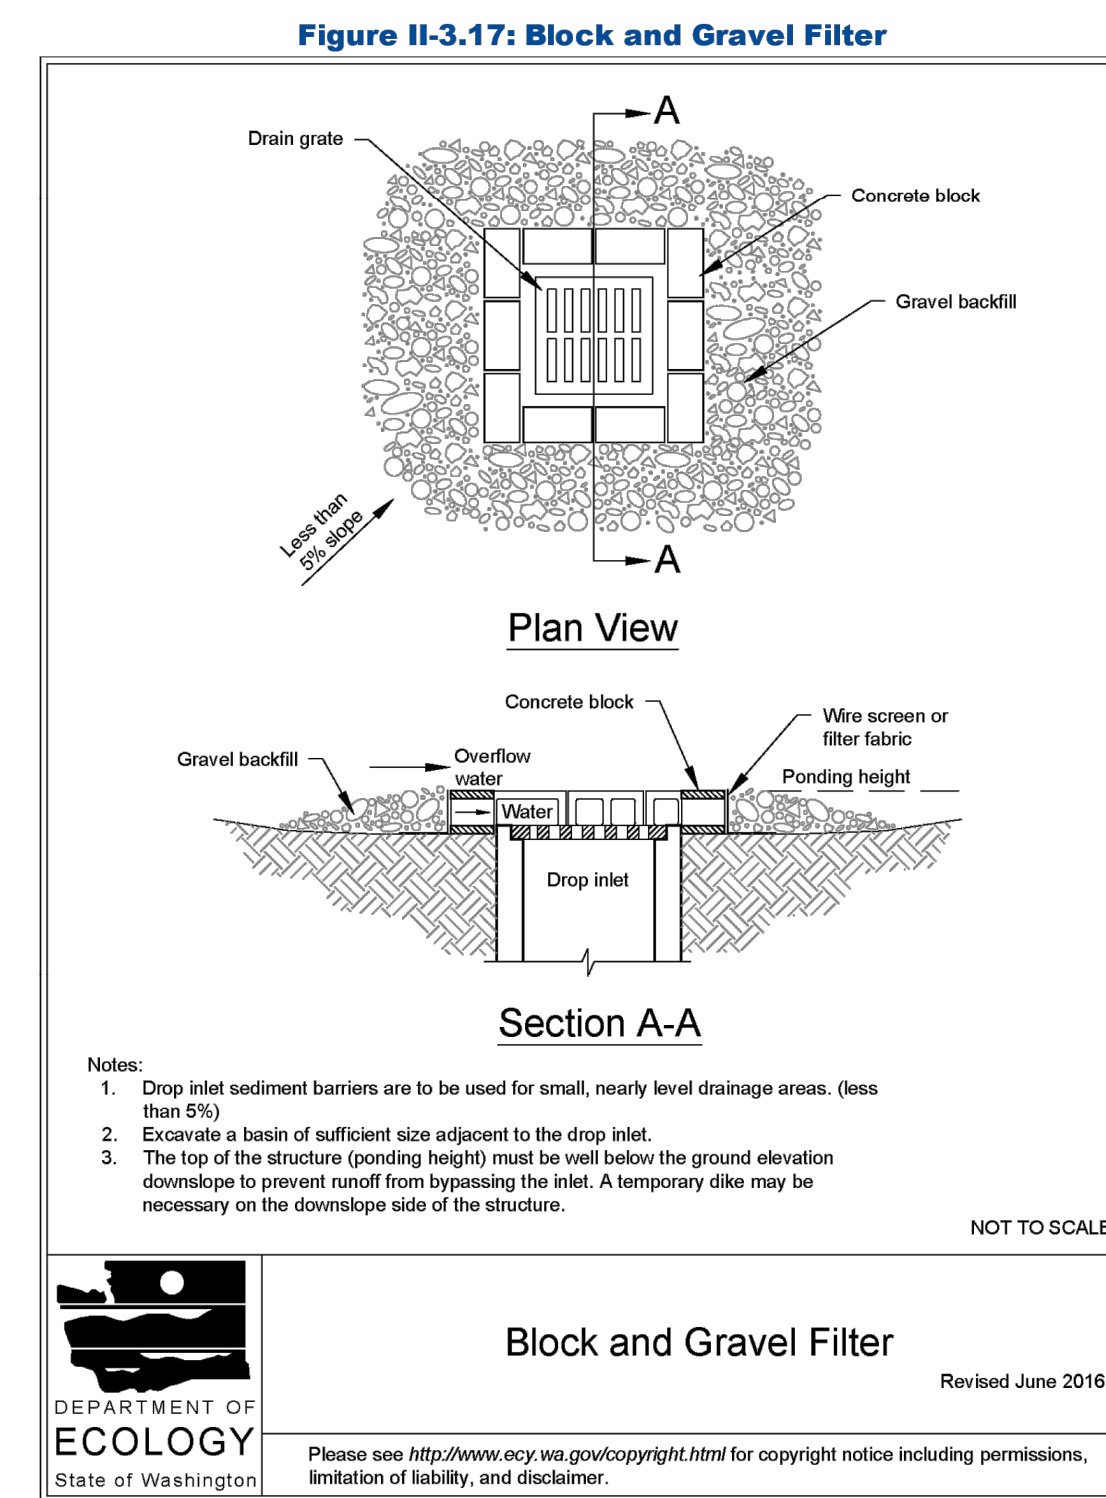 Figure II-3.17: Block and Gravel Filter
A
Drain grate
Concrete block
Gravel backfill
Less than
5% slope
A
Plan View
Concrete block
Wire screen or
filter fabric
Gravel backfill
Overflow
water
Ponding height
Water
Drop inlet
Section A-A
Notes:
1. Drop inlet sediment barriers are to be used for small, nearly level drainage areas. (less
than 5%)
2. Excavate a basin of sufficient size adjacent to the drop inlet.
3. The top of the structure (ponding height) must be well below the ground elevation
downslope to prevent runoff from bypassing the inlet. A temporary dike may be
necessary on the downslope side of the structure.
NOT TO SCALE
Block and Gravel Filter
Revised June 2016
DEPARTMENT OF
ECOLOGY
State of Washington
Please see http://www.ecy.wa.gov/copyright.html for copyright notice including permissions,
limitation of liability, and disclaimer.